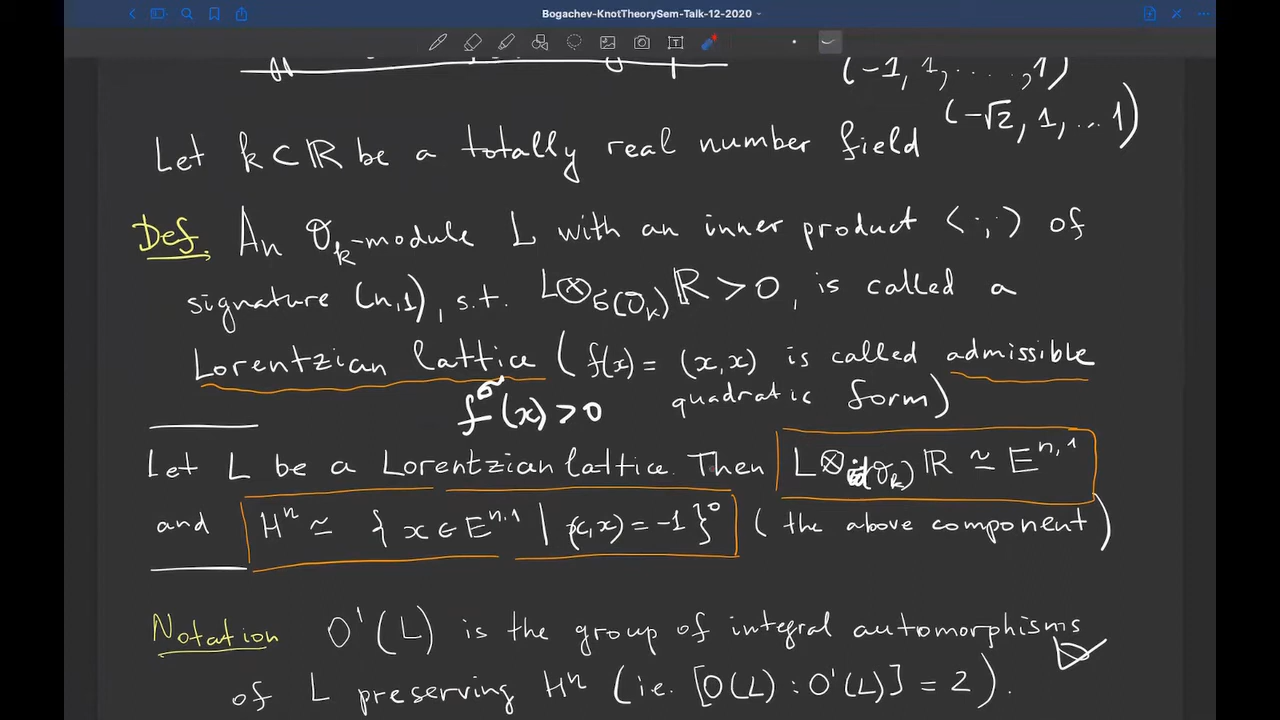 Bogachev-KnotTheorySem-Talk-12-2020
(-1, 1, ....., 1)
(-√2, 1, ... 1)
Let k ⊂ ℝ be a totally real number field
Def. An 𝒪_k-module L with an inner product (·,·) of
signature (n,1), s.t. L⊗_{σ(𝒪_k)} ℝ > 0, is called a
Lorentzian lattice (f(x) = (x,x) is called admissible
f^σ(x) > 0 quadratic form)
Let L be a Lorentzian lattice. Then L⊗_{id(𝒪_k)} ℝ ≃ E^{n,1}
and H^n ≃ { x ∈ E^{n,1} | (x,x) = -1 }^0 (the above component)
Notation O'(L) is the group of integral automorphisms
of L preserving H^n (i.e. [O(L) : O'(L)] = 2).